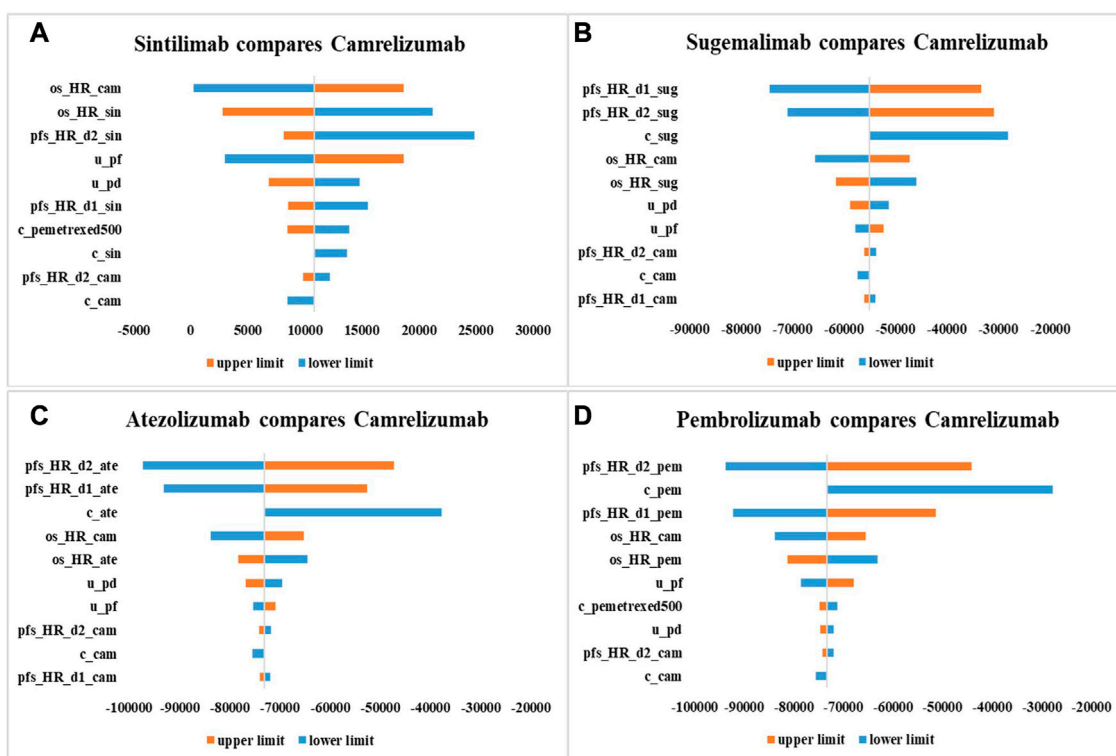 A
Sintilimab compares Camrelizumab
os_HR_cam
os_HR_sin
pfs_HR_d2_sin
u_pf
u_pd
pfs_HR_d1_sin
c_pemetrexed500
c_sin
pfs_HR_d2_cam
c_cam
-5000 0 5000 10000 15000 20000 25000 30000
upper limit lower limit
B
Sugemalimab compares Camrelizumab
pfs_HR_d1_sug
pfs_HR_d2_sug
c_sug
os_HR_cam
os_HR_sug
u_pd
u_pf
pfs_HR_d2_cam
c_cam
pfs_HR_d1_cam
-90000 -80000 -70000 -60000 -50000 -40000 -30000 -20000
upper limit lower limit
C
Atezolizumab compares Camrelizumab
pfs_HR_d2_ate
pfs_HR_d1_ate
c_ate
os_HR_cam
os_HR_ate
u_pd
u_pf
pfs_HR_d2_cam
c_cam
pfs_HR_d1_cam
-100000 -90000 -80000 -70000 -60000 -50000 -40000 -30000 -20000
upper limit lower limit
D
Pembrolizumab compares Camrelizumab
pfs_HR_d2_pem
c_pem
pfs_HR_d1_pem
os_HR_cam
os_HR_pem
u_pf
c_pemetrexed500
u_pd
pfs_HR_d2_cam
c_cam
-100000 -90000 -80000 -70000 -60000 -50000 -40000 -30000 -20000
upper limit lower limit